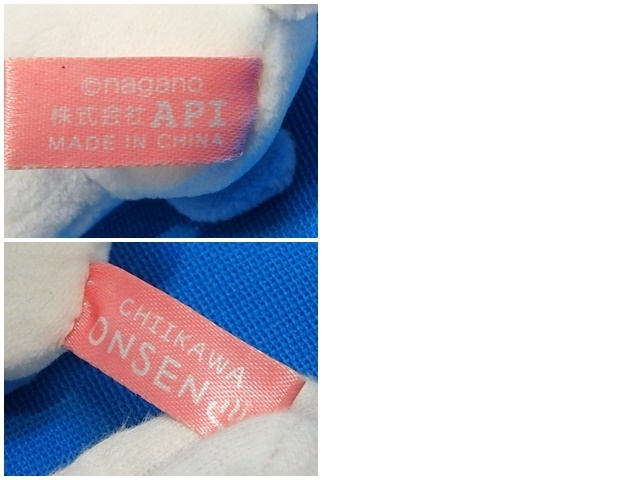 ©nagano
株式会社API
MADE IN CHINA
CHIIKAWA
ONSEN